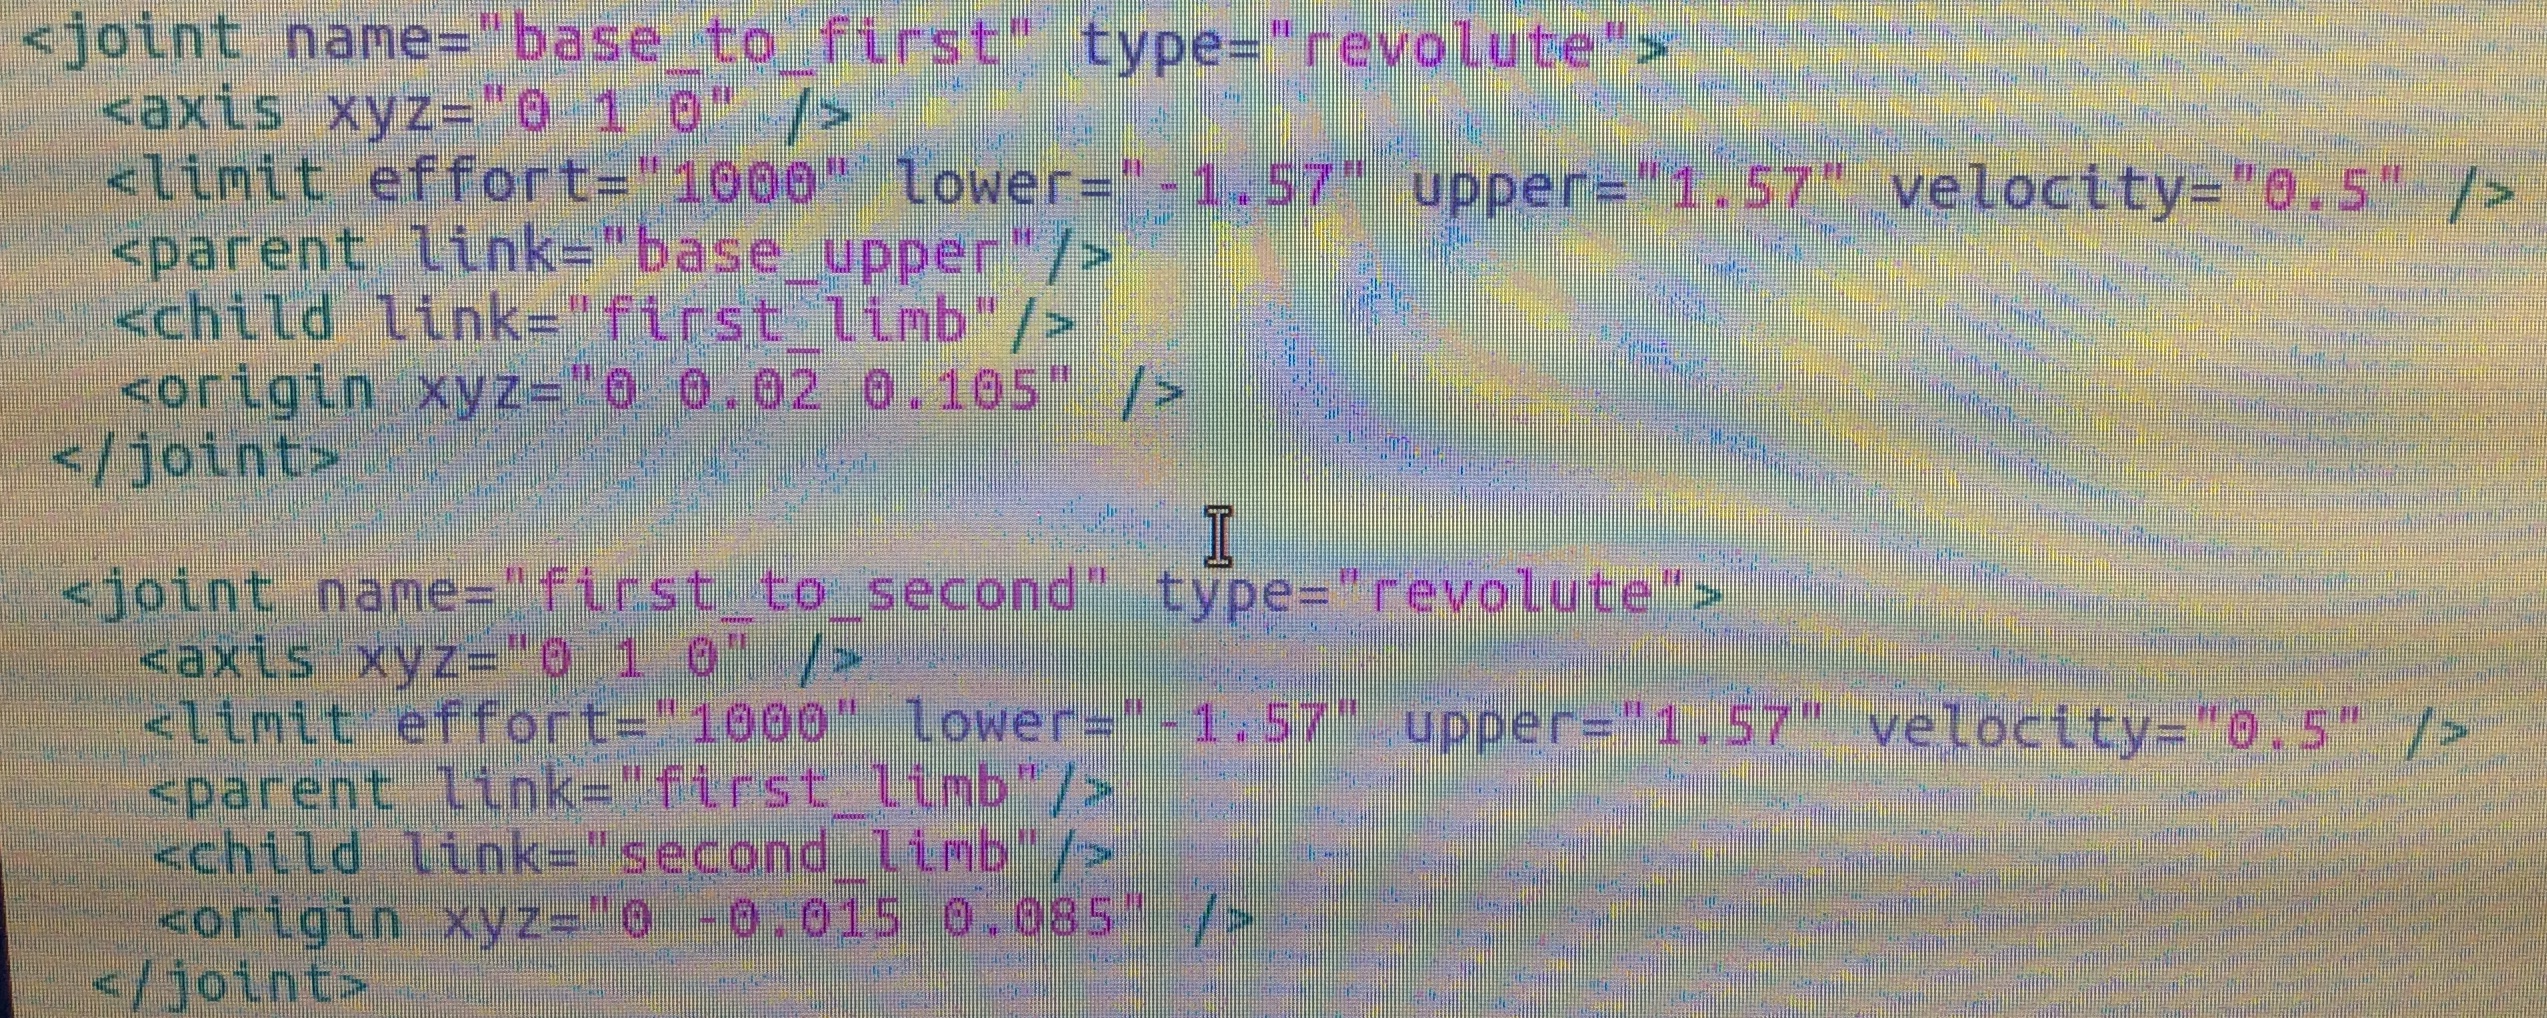 <joint name="base_to_first" type="revolute">
<axis xyz="0 1 0" />
<limit effort="1000" lower="-1.57" upper="1.57" velocity="0.5" />
<parent link="base_upper"/>
<child link="first_limb"/>
<origin xyz="0 0.02 0.105" />
</joint>
<joint name="first_to_second" type="revolute">
<axis xyz="0 1 0" />
<limit effort="1000" lower="-1.57" upper="1.57" velocity="0.5" />
<parent link="first_limb"/>
<child link="second_limb"/>
<origin xyz="0 -0.015 0.085" />
</joint>